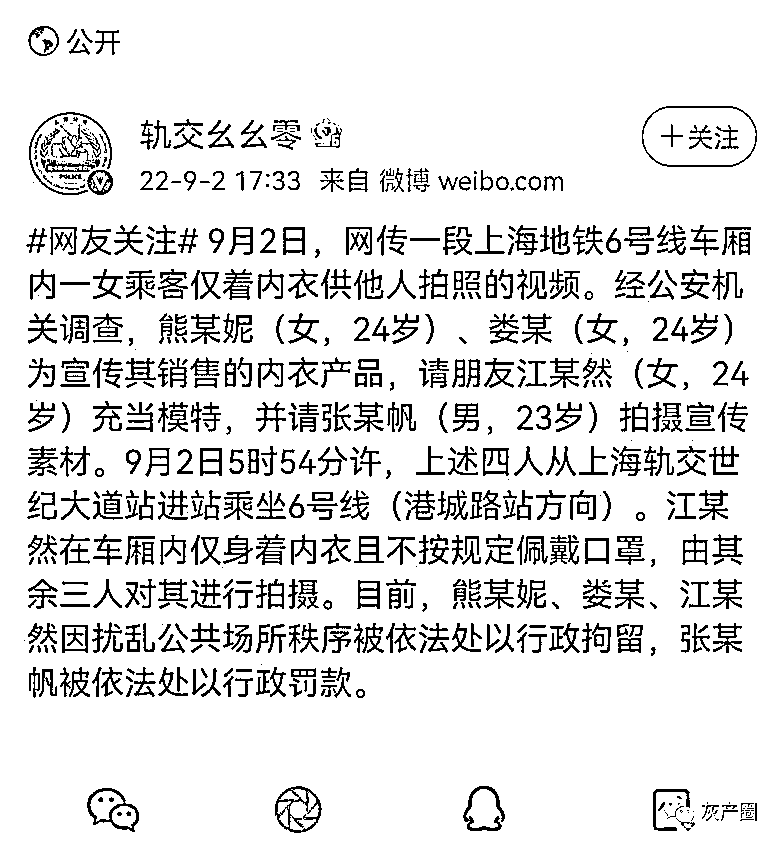 公开
轨交幺幺零
+关注
22-9-2 17:33 来自 微博 weibo.com
#网友关注# 9月2日，网传一段上海地铁6号线车厢
内一女乘客仅着内衣供他人拍照的视频。经公安机
关调查，熊某妮（女，24岁）、娄某（女，24岁）
为宣传其销售的内衣产品，请朋友江某然（女，24
岁）充当模特，并请张某帆（男，23岁）拍摄宣传
素材。9月2日5时54分许，上述四人从上海轨交世
纪大道站进站乘坐6号线（港城路站方向）。江某
然在车厢内仅身着内衣且不按规定佩戴口罩，由其
余三人对其进行拍摄。目前，熊某妮、娄某、江某
然因扰乱公共场所秩序被依法处以行政拘留，张某
帆被依法处以行政罚款。
灰产圈